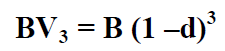 BV₃ = B (1 –d)³